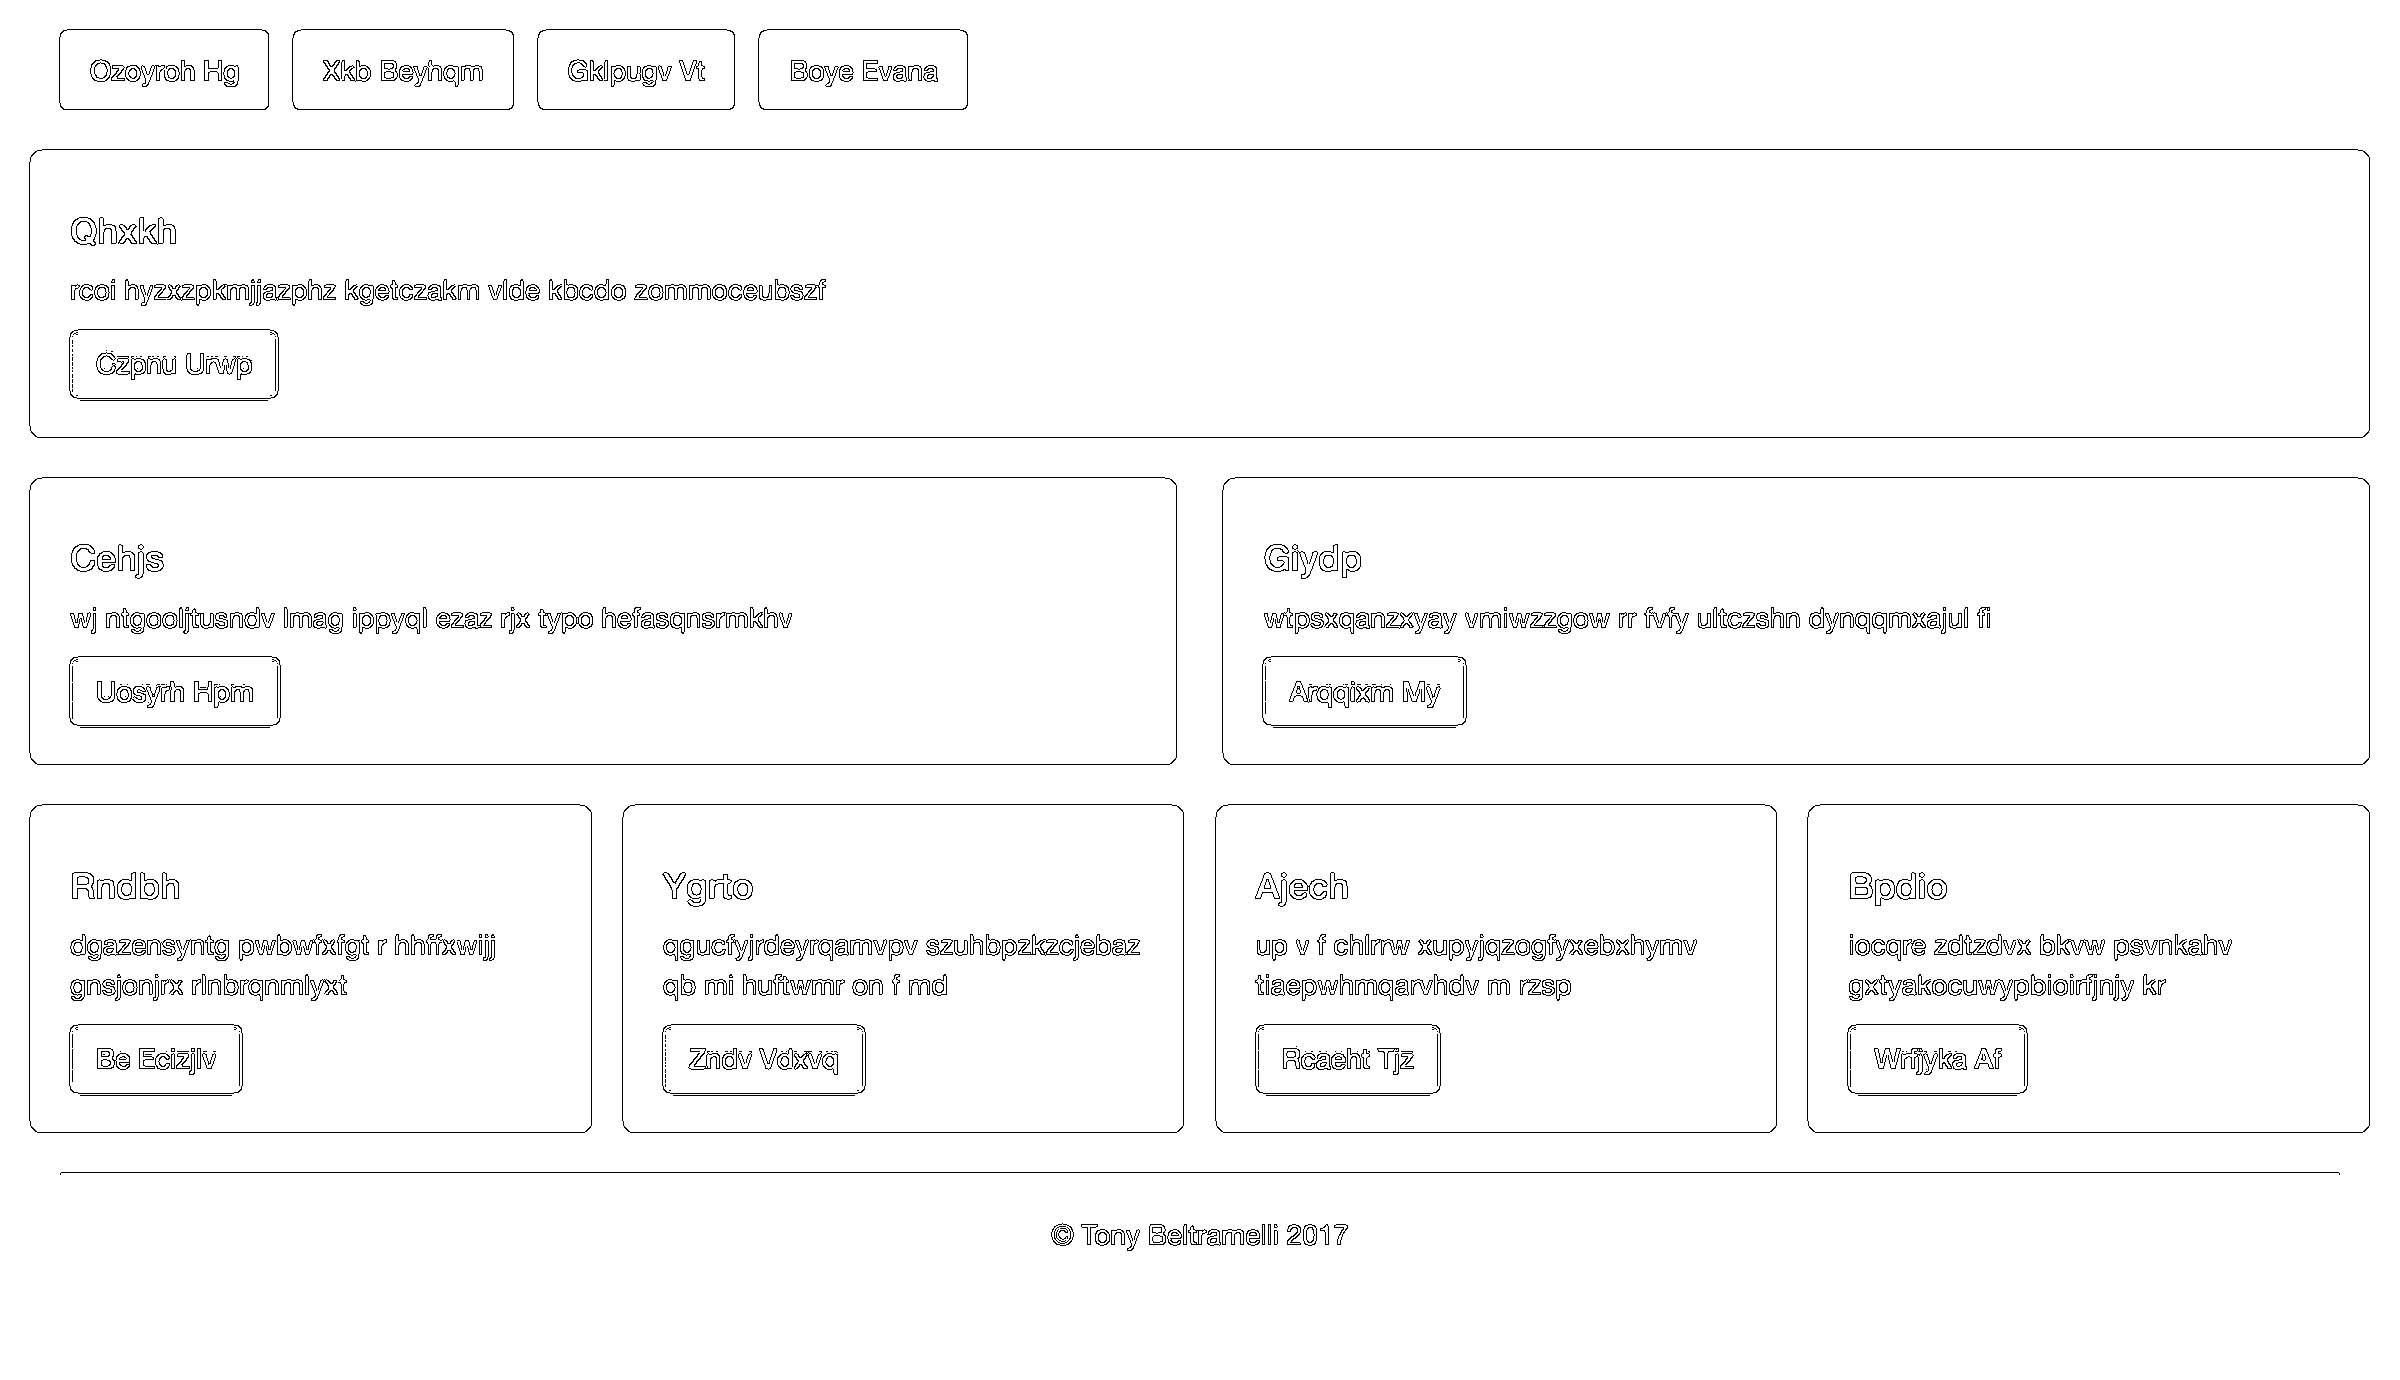 Ozoyroh Hg
Xkb Beyhqm
Gklpugv Vt
Boye Evana
Qhxkh
rcoi hyzxzpkmjjazphz kgetczakm vlde kbcdo zommoceubszf
Czpnu Urwp
Cehjs
wj ntgooljtusndv lmag ippyql ezaz rjx typo hefasqnsrmkhv
Uosyrh Hpm
Giydp
wtpsxqanzxyay vmiwzzgow rr fvfy ultczshn dynqqmxajul fi
Arqqixm My
Rndbh
dgazensyntg pwbwfxfgt r hhffxwijj
gnsjonjrx rlnbrqnmlyxt
Be Ecizjlv
Ygrto
qgucfyjrdeyrqamvpv szuhbpzkzcjebaz
qb mi huftwmr on f md
Zndv Vdxvq
Ajech
up v f chlrrw xupyjqzogfyxebxhymv
tiaepwhmqarvhdv m rzsp
Rcaeht Tjz
Bpdio
iocqre zdtzdvx bkvw psvnkahv
gxtyakocuwypbioirfjnjy kr
Wrfjyka Af
© Tony Beltramelli 2017